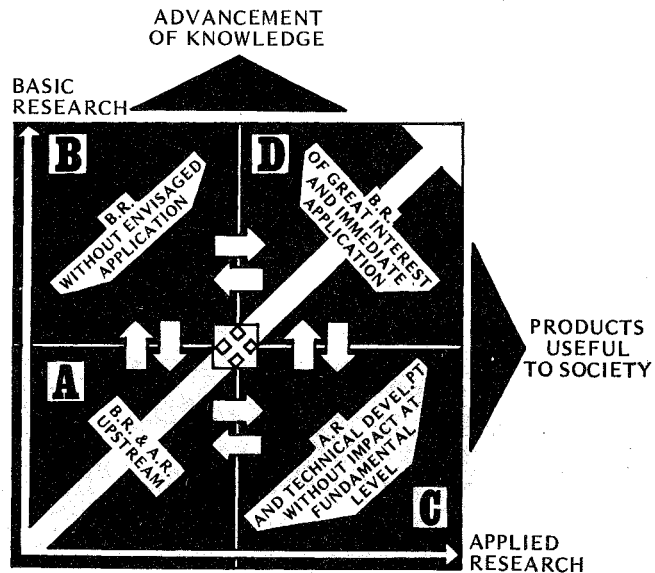 ADVANCEMENT
OF KNOWLEDGE
BASIC
RESEARCH
B
B.R.
WITHOUT ENVISAGED
APPLICATION
D
B.R.
OF GREAT INTEREST
AND IMMEDIATE
APPLICATION
PRODUCTS
USEFUL
TO SOCIETY
A
B.R. & A.R.
UPSTREAM
A.R
AND TECHNICAL DEVEL.PT
WITHOUT IMPACT AT
FUNDAMENTAL
LEVEL
C
APPLIED
RESEARCH